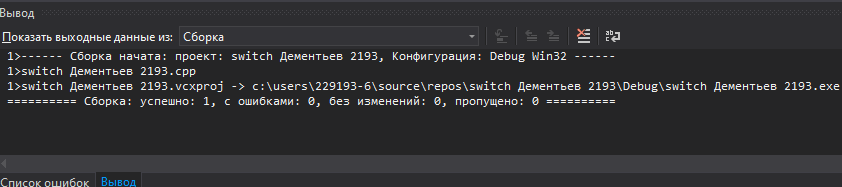 Вывод
Показать выходные данные из: Сборка
1>------ Сборка начата: проект: switch Дементьев 2193, Конфигурация: Debug Win32 ------
1>switch Дементьев 2193.cpp
1>switch Дементьев 2193.vcxproj -> c:\users\229193-6\source\repos\switch Дементьев 2193\Debug\switch Дементьев 2193.exe
========== Сборка: успешно: 1, с ошибками: 0, без изменений: 0, пропущено: 0 ==========
Список ошибок Вывод